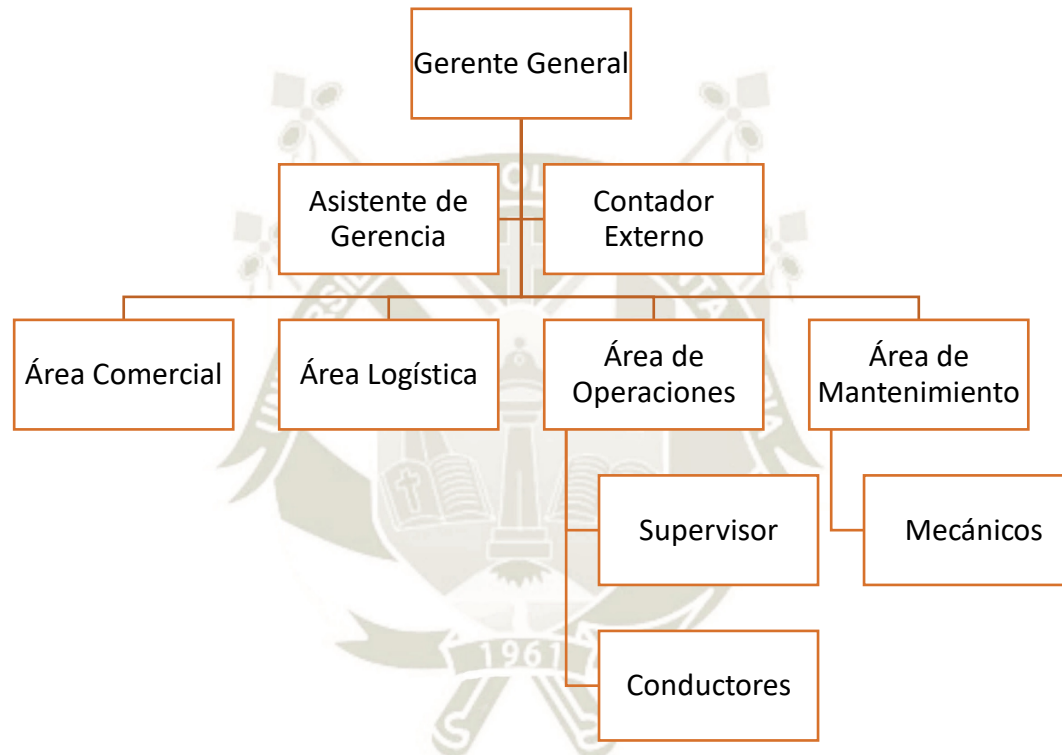 Gerente General
Asistente de
Gerencia
Contador
Externo
Área Comercial
Área Logística
Área de
Operaciones
Área de
Mantenimiento
Supervisor
Mecánicos
Conductores
1961